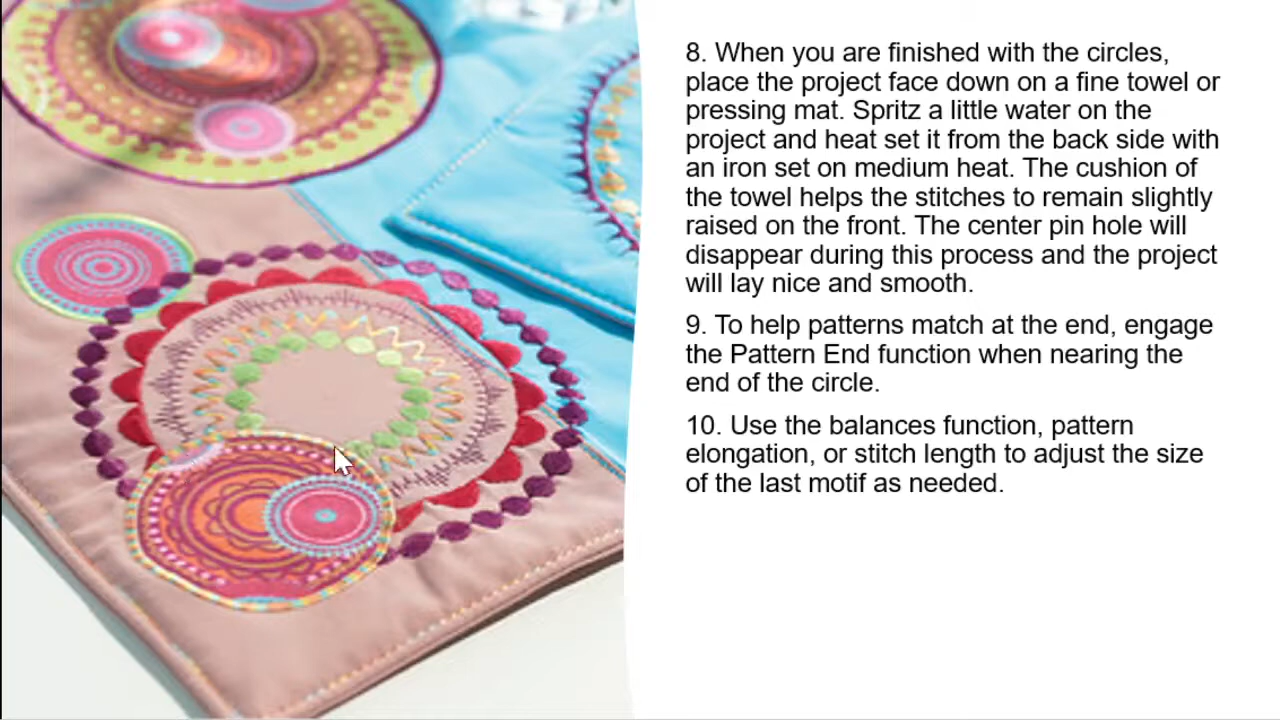 8. When you are finished with the circles,
place the project face down on a fine towel or
pressing mat. Spritz a little water on the
project and heat set it from the back side with
an iron set on medium heat. The cushion of
the towel helps the stitches to remain slightly
raised on the front. The center pin hole will
disappear during this process and the project
will lay nice and smooth.
9. To help patterns match at the end, engage
the Pattern End function when nearing the
end of the circle.
10. Use the balances function, pattern
elongation, or stitch length to adjust the size
of the last motif as needed.